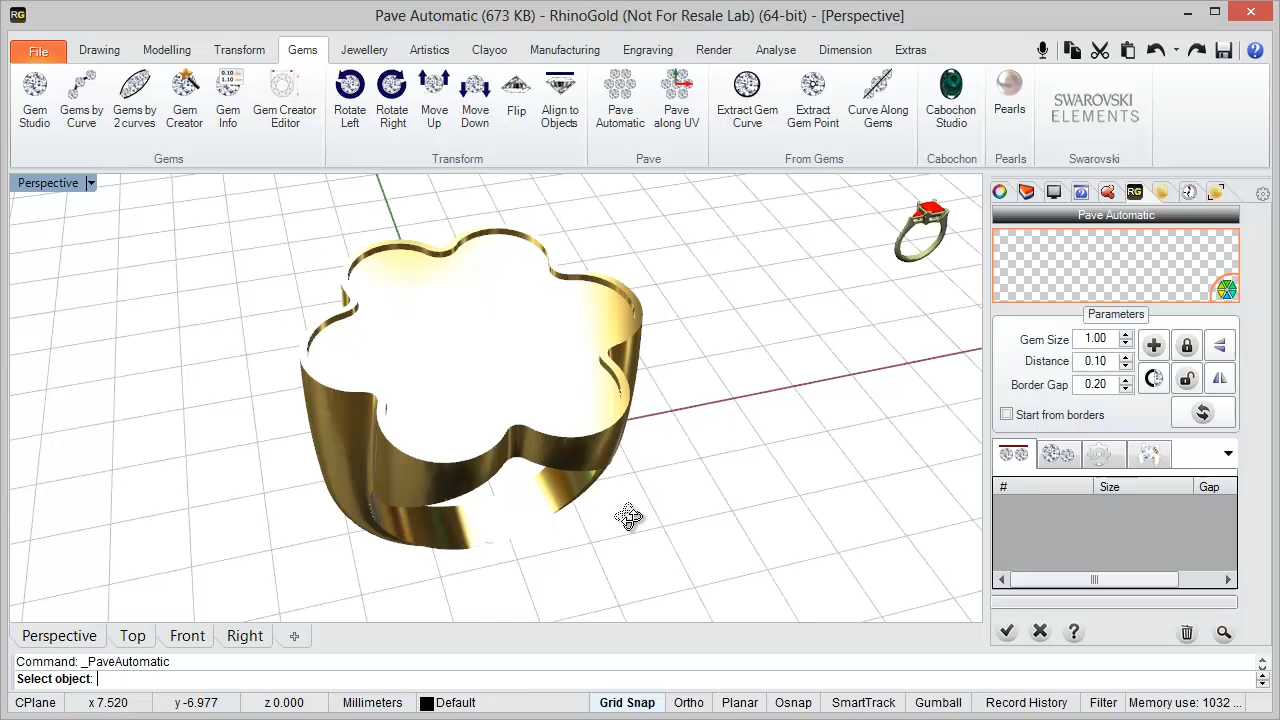 RG
Pave Automatic (673 KB) - RhinoGold (Not For Resale Lab) (64-bit) - [Perspective]
File
Drawing
Modelling
Transform
Gems
Jewellery
Artistics
Clayoo
Manufacturing
Engraving
Render
Analyse
Dimension
Extras
Gem Studio
Gems by Curve
Gems by 2 curves
Gem Creator
0.10
1.10
Gem Info
Gem Creator Editor
Rotate Left
Rotate Right
Move Up
Move Down
Flip
Align to Objects
Pave Automatic
Pave along UV
Extract Gem Curve
Extract Gem Point
Curve Along Gems
Cabochon Studio
Pearls
SWAROVSKI
ELEMENTS
Gems
Transform
Pave
From Gems
Cabochon
Pearls
Swarovski
Perspective
RG
Pave Automatic
Parameters
Gem Size 1.00
Distance 0.10
Border Gap 0.20
Start from borders
# Size Gap
Perspective Top Front Right
Command: _PaveAutomatic
Select object:
CPlane x 7.520 y -6.977 z 0.000 Millimeters Default Grid Snap Ortho Planar Osnap SmartTrack Gumball Record History Filter Memory use: 1032 ...